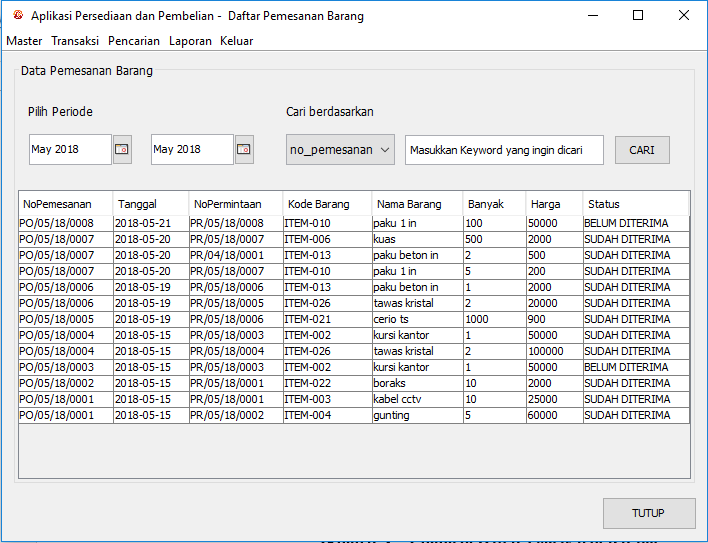 Aplikasi Persediaan dan Pembelian - Daftar Pemesanan Barang
Master Transaksi Pencarian Laporan Keluar
Data Pemesanan Barang
Pilih Periode Cari berdasarkan
May 2018 May 2018 no_pemesanan Masukkan Keyword yang ingin dicari CARI
NoPemesanan Tanggal NoPermintaan Kode Barang Nama Barang Banyak Harga Status
PO/05/18/0008 2018-05-21 PR/05/18/0008 ITEM-010 paku 1 in 100 50000 BELUM DITERIMA
PO/05/18/0007 2018-05-20 PR/05/18/0007 ITEM-006 kuas 500 2000 SUDAH DITERIMA
PO/05/18/0007 2018-05-20 PR/04/18/0001 ITEM-013 paku beton in 2 500 SUDAH DITERIMA
PO/05/18/0007 2018-05-20 PR/05/18/0007 ITEM-010 paku 1 in 5 200 SUDAH DITERIMA
PO/05/18/0006 2018-05-19 PR/05/18/0006 ITEM-013 paku beton in 1 2000 SUDAH DITERIMA
PO/05/18/0006 2018-05-19 PR/05/18/0005 ITEM-026 tawas kristal 2 20000 SUDAH DITERIMA
PO/05/18/0005 2018-05-19 PR/05/18/0006 ITEM-021 cerio ts 1000 900 SUDAH DITERIMA
PO/05/18/0004 2018-05-15 PR/05/18/0003 ITEM-002 kursi kantor 1 50000 SUDAH DITERIMA
PO/05/18/0004 2018-05-15 PR/05/18/0004 ITEM-026 tawas kristal 2 100000 SUDAH DITERIMA
PO/05/18/0003 2018-05-15 PR/05/18/0003 ITEM-002 kursi kantor 1 50000 BELUM DITERIMA
PO/05/18/0002 2018-05-15 PR/05/18/0001 ITEM-022 boraks 10 2000 SUDAH DITERIMA
PO/05/18/0001 2018-05-15 PR/05/18/0001 ITEM-003 kabel cctv 10 25000 SUDAH DITERIMA
PO/05/18/0001 2018-05-15 PR/05/18/0002 ITEM-004 gunting 5 60000 SUDAH DITERIMA
TUTUP